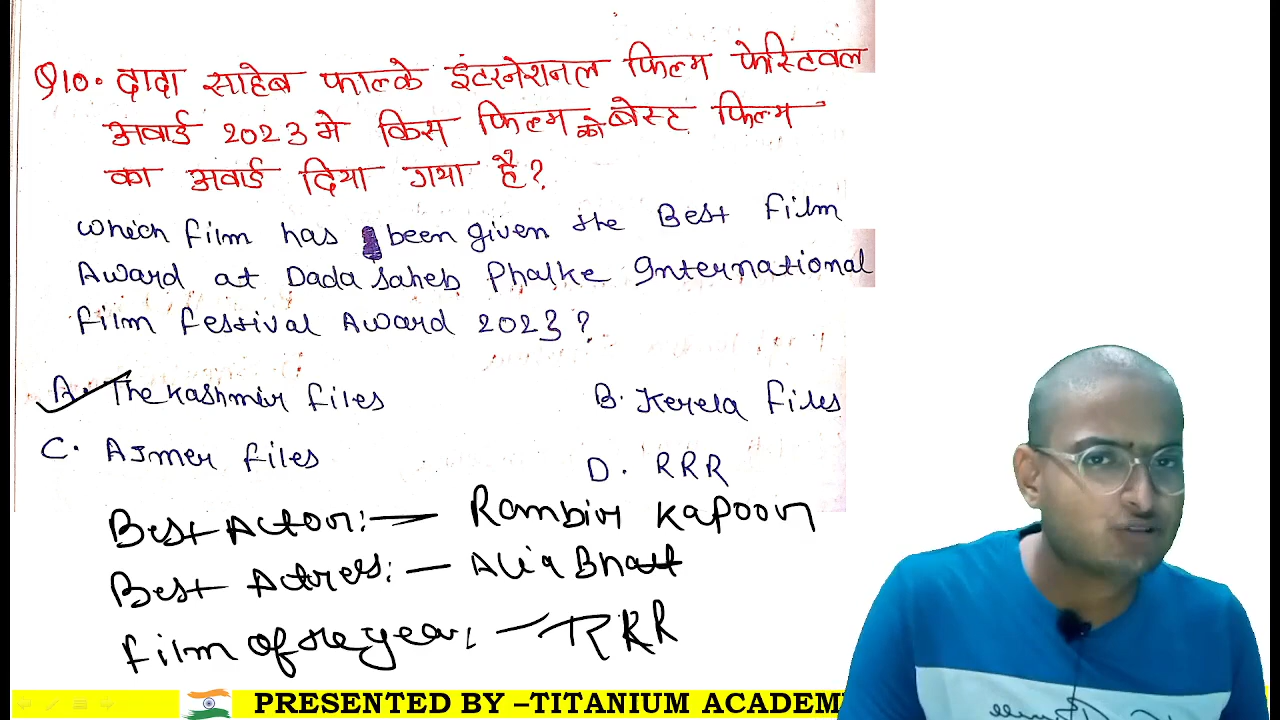 Q10. दादा साहेब फाल्के इंटरनेशनल फिल्म फेस्टिवल
अवार्ड 2023 मे किस फिल्म को बेस्ट फिल्म
का अवार्ड दिया गया है?
Which film has been given the Best Film
Award at Dada Saheb Phalke International
Film Festival Award 2023?
A. The Kashmir Files
B. Kerela Files
C. Ajmer Files
D. RRR
Best Actor:— Ranbir Kapoor
Best Actress:— Alia Bhatt
Film of the year:— RRR
PRESENTED BY –TITANIUM ACADEM